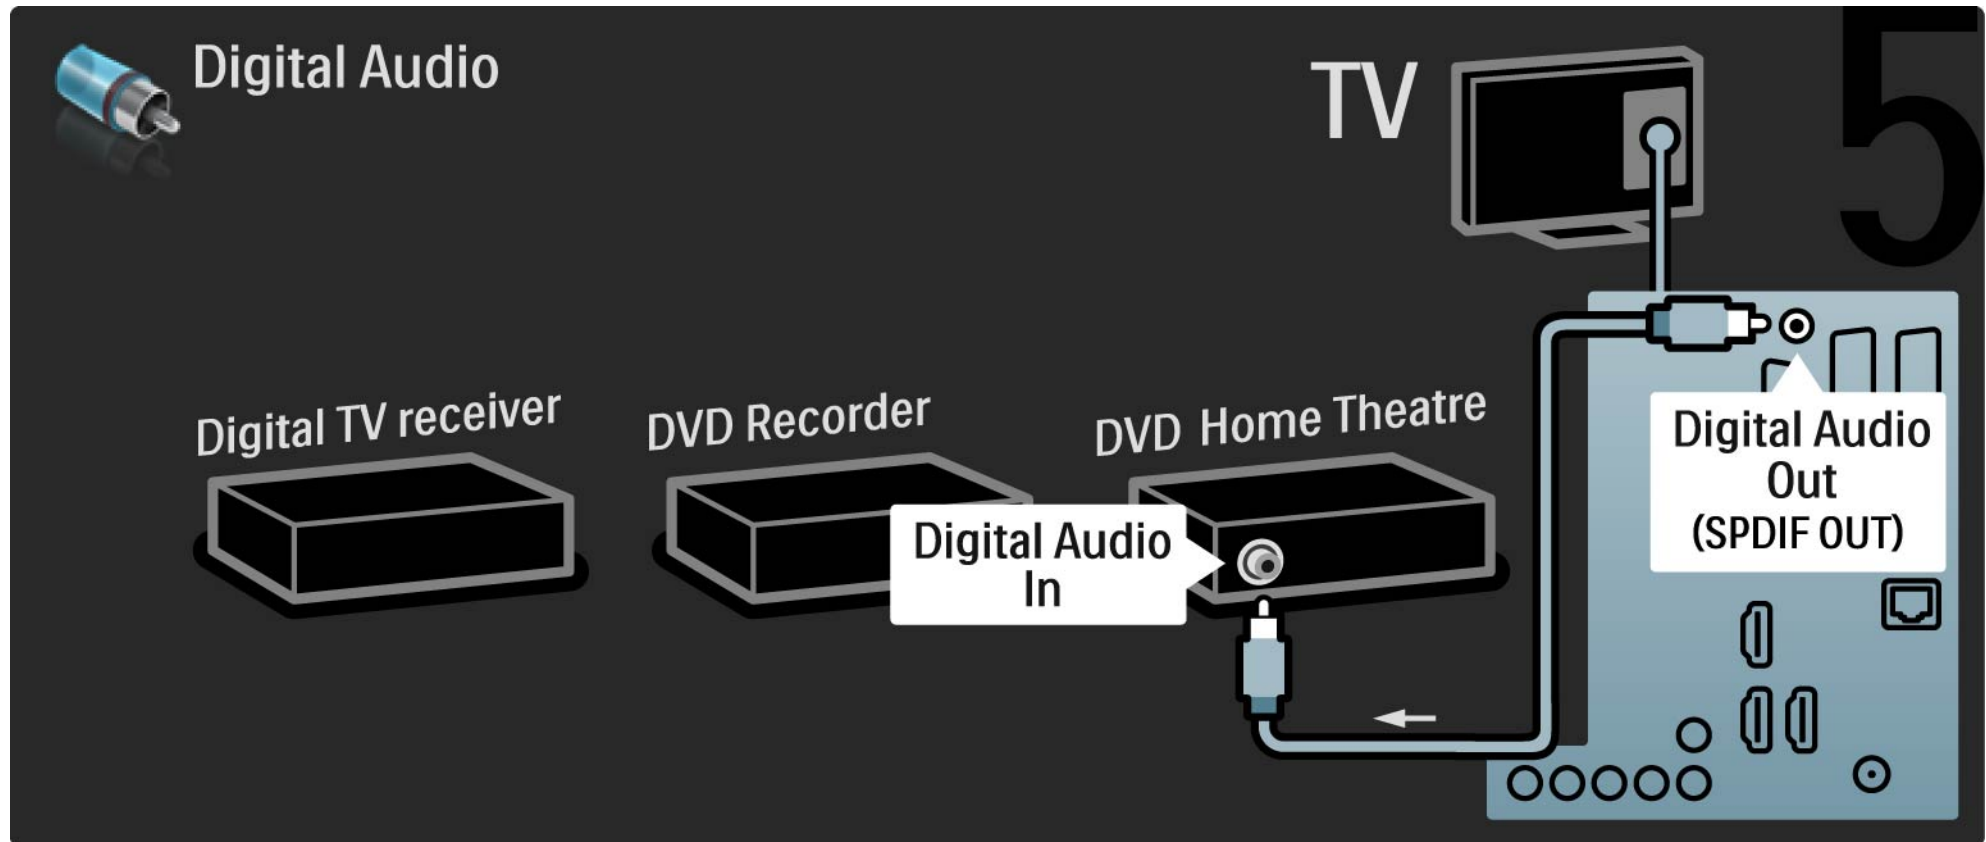 Digital Audio
TV
5
Digital TV receiver
DVD Recorder
DVD Home Theatre
Digital Audio
In
Digital Audio
Out
(SPDIF OUT)